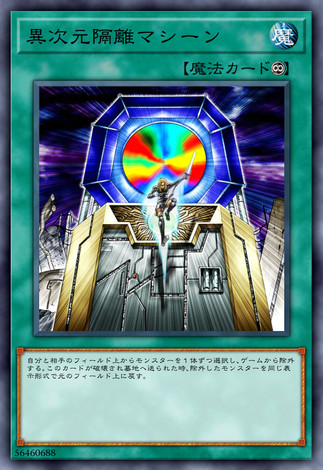 異次元隔離マシーン
魔
【魔法カード】
自分と相手のフィールド上からモンスターを１体ずつ選択し、ゲームから除外
する。このカードが破壊され墓地へ送られた時、除外したモンスターを同じ表
示形式で元のフィールド上に戻す。
56460688